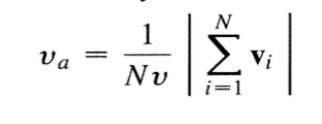 $$v_a = \frac{1}{Nv} \left| \sum_{i=1}^{N} \mathbf{v}_i \right|$$